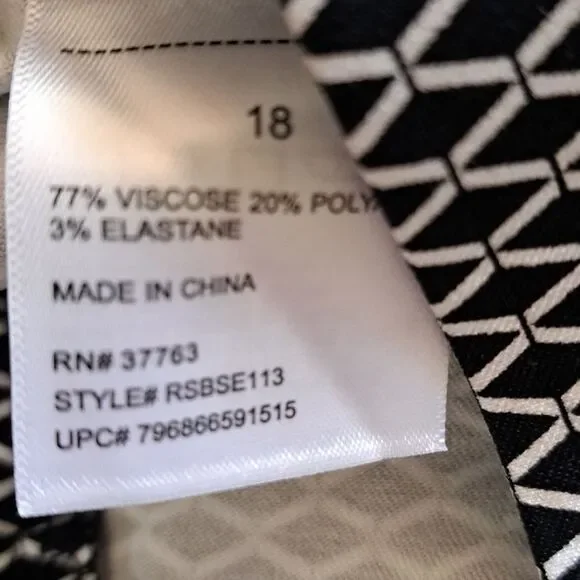 18
77% VISCOSE 20% POLY
3% ELASTANE
MADE IN CHINA
RN# 37763
STYLE# RSBSE113
UPC# 796866591515